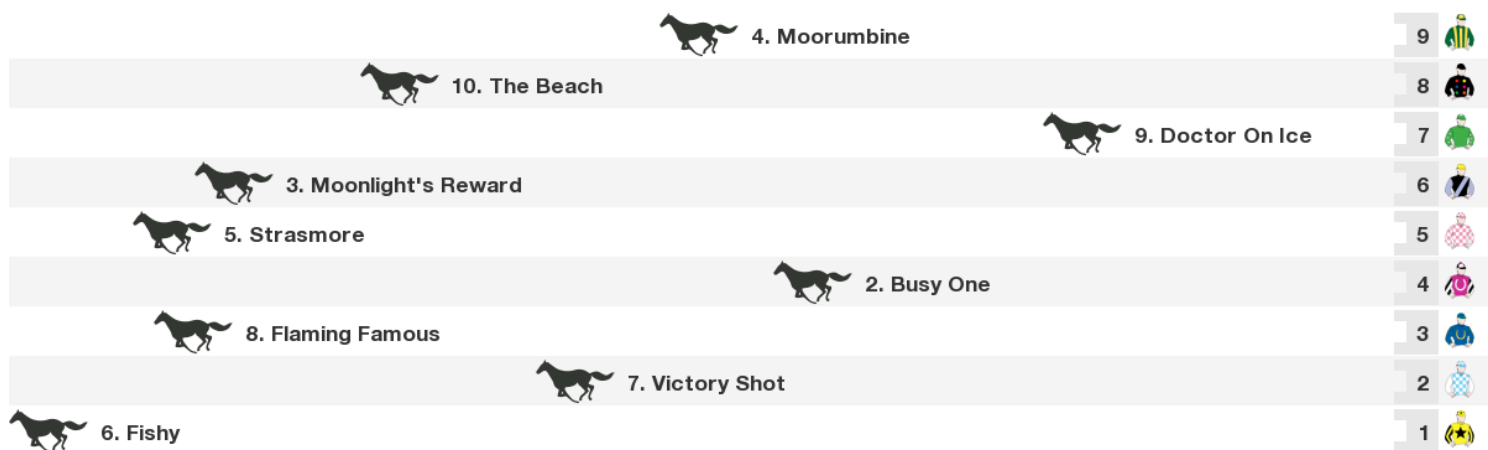 4. Moorumbine 9
10. The Beach 8
9. Doctor On Ice 7
3. Moonlight's Reward 6
5. Strasmore 5
2. Busy One 4
8. Flaming Famous 3
7. Victory Shot 2
6. Fishy 1